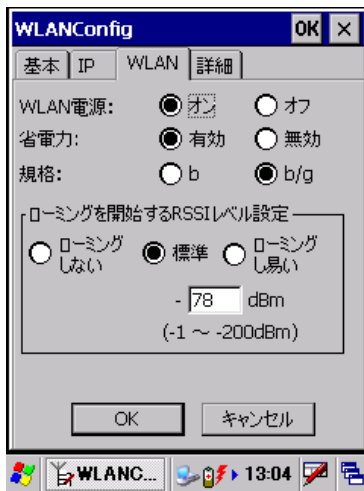 WLANConfig OK ×
基本 IP WLAN 詳細
WLAN電源: オン オフ
省電力: 有効 無効
規格: b b/g
ローミングを開始するRSSIレベル設定
ローミング
しない
標準
ローミング
し易い
- 78 dBm
(-1 ～ -200dBm)
OK キャンセル
WLANC... 13:04